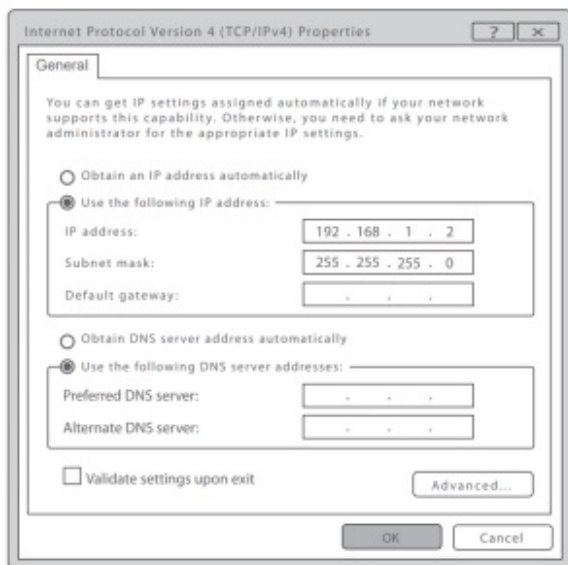 Internet Protocol Version 4 (TCP/IPv4) Properties ? ×
General
You can get IP settings assigned automatically if your network
supports this capability. Otherwise, you need to ask your network
administrator for the appropriate IP settings.
Obtain an IP address automatically
Use the following IP address:
IP address: 192 . 168 . 1 . 2
Subnet mask: 255 . 255 . 255 . 0
Default gateway: . . .
Obtain DNS server address automatically
Use the following DNS server addresses:
Preferred DNS server: . . .
Alternate DNS server: . . .
Validate settings upon exit
Advanced...
OK Cancel